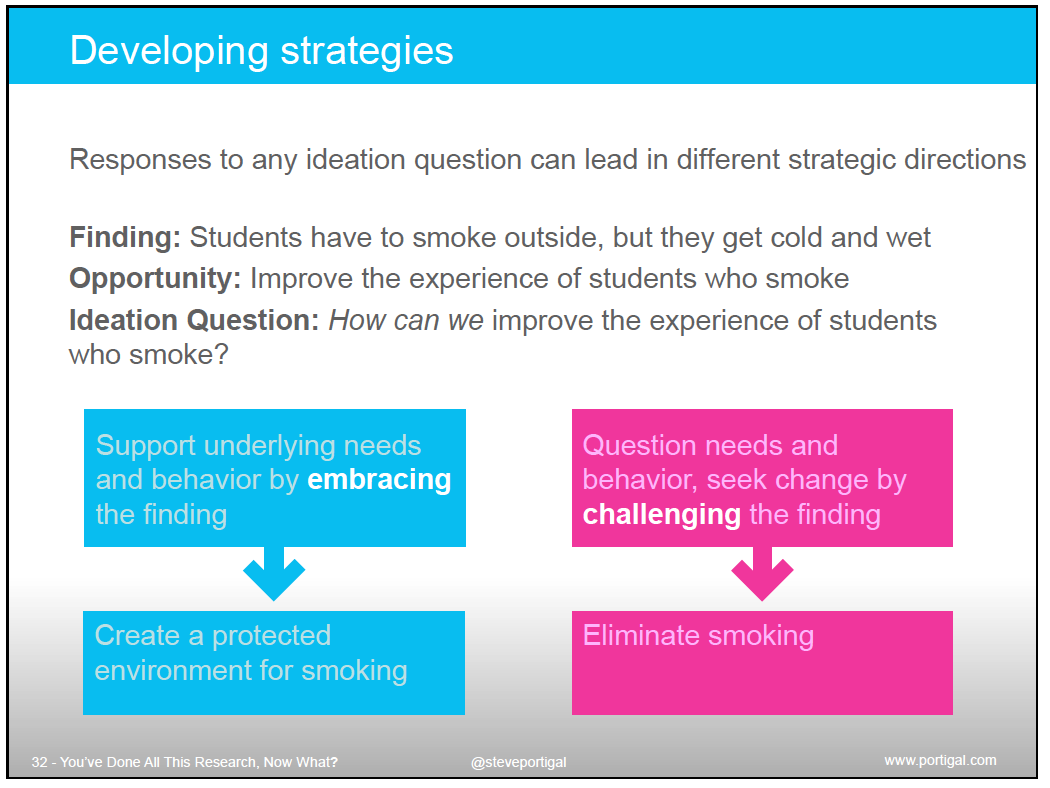 Developing strategies
Responses to any ideation question can lead in different strategic directions
Finding: Students have to smoke outside, but they get cold and wet
Opportunity: Improve the experience of students who smoke
Ideation Question: How can we improve the experience of students
who smoke?
Support underlying needs
and behavior by embracing
the finding
Question needs and
behavior, seek change by
challenging the finding
Create a protected
environment for smoking
Eliminate smoking
32 - You've Done All This Research, Now What?
@steveportigal
www.portigal.com